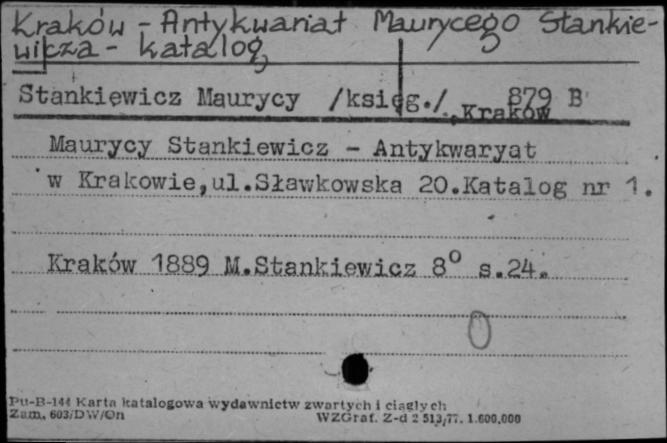 Kraków - Antykwariat Maurycego Stankie-
wicza - katalog
Stankiewicz Maurycy /księg./, Kraków 879 B
Maurycy Stankiewicz - Antykwaryat
w Krakowie,ul.Sławkowska 20.Katalog nr 1.
Kraków 1889 M.Stankiewicz 8° s.24.
Pu-B-144 Karta katalogowa wydawnictw zwartych i ciągłych
Zam. 603/DW/On WZGraf. Z-d 2 513/77. 1.600.000